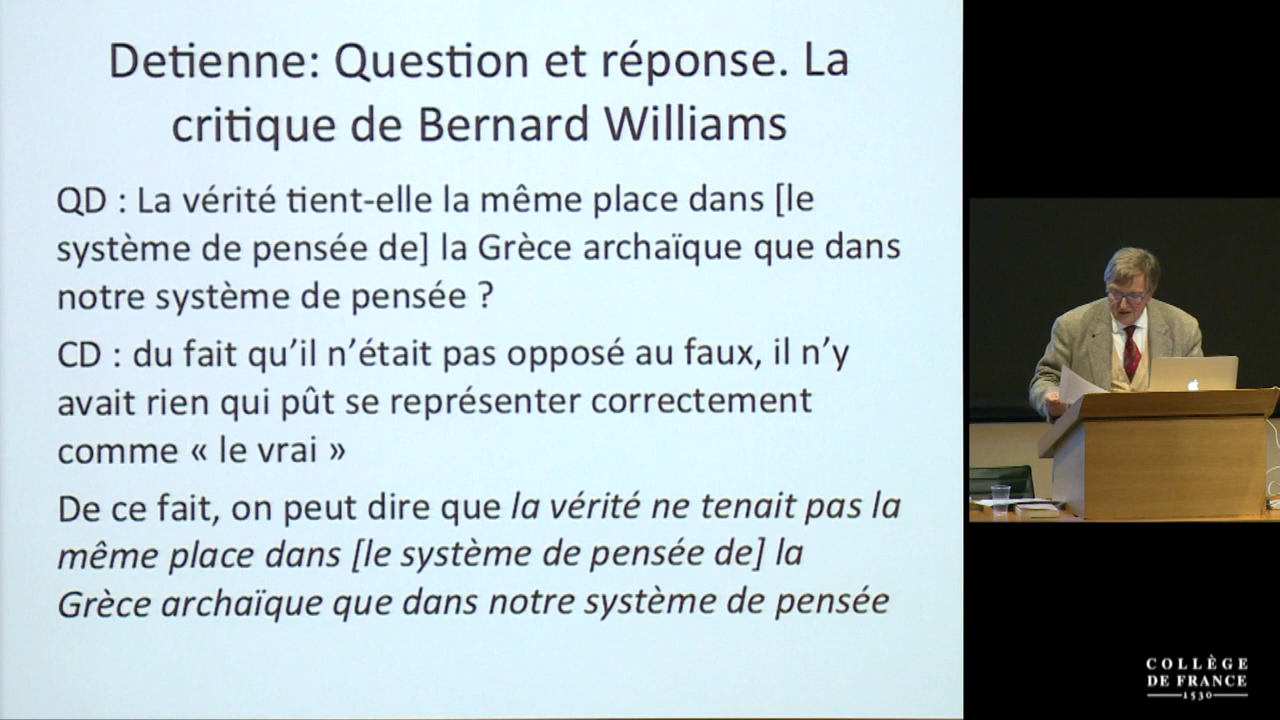 Detienne: Question et réponse. La
critique de Bernard Williams
QD : La vérité tient-elle la même place dans [le
système de pensée de] la Grèce archaïque que dans
notre système de pensée ?
CD : du fait qu’il n’était pas opposé au faux, il n’y
avait rien qui pût se représenter correctement
comme « le vrai »
De ce fait, on peut dire que la vérité ne tenait pas la
même place dans [le système de pensée de] la
Grèce archaïque que dans notre système de pensée
COLLÈGE
DE FRANCE
1530